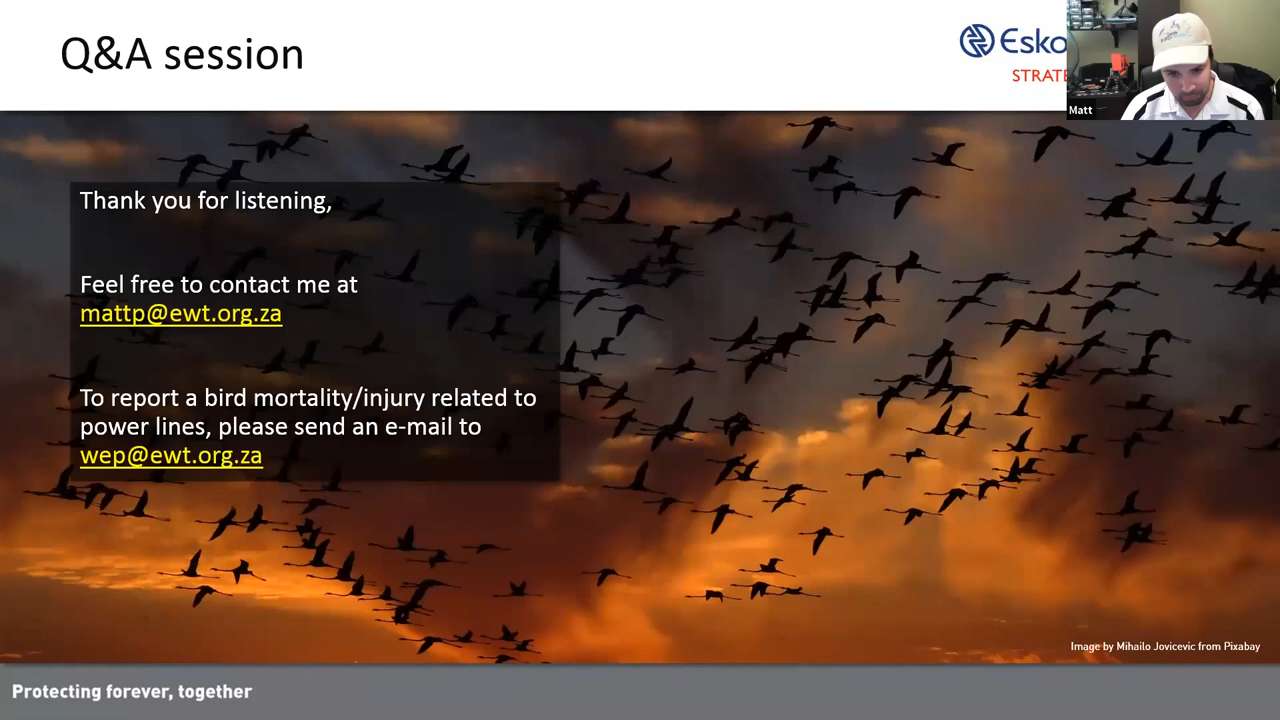 Q&A session
Esko
STRATE
Matt
Thank you for listening,
Feel free to contact me at
mattp@ewt.org.za
To report a bird mortality/injury related to
power lines, please send an e-mail to
wep@ewt.org.za
Image by Mihailo Jovicevic from Pixabay
Protecting forever, together